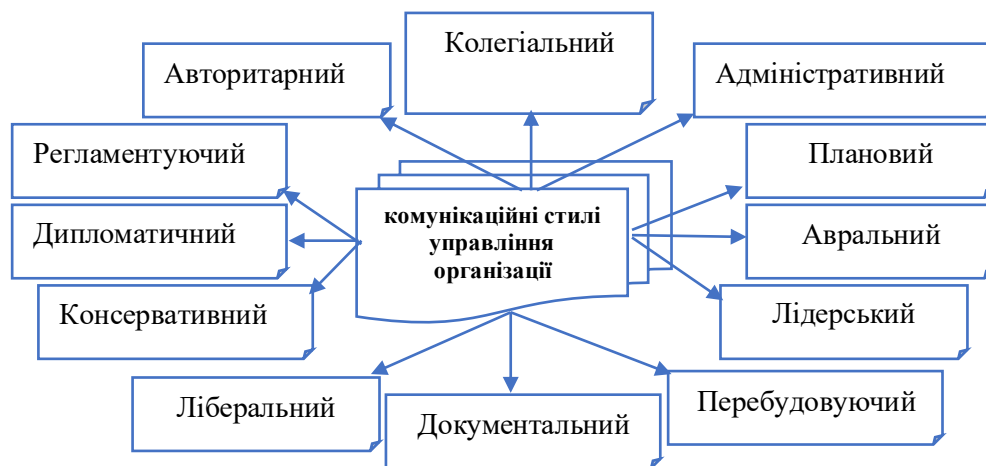 Колегіальний
Авторитарний
Адміністративний
Регламентуючий
Плановий
Дипломатичний
комунікаційні стилі
управління
організації
Авральний
Консервативний
Лідерський
Ліберальний
Документальний
Перебудовуючий